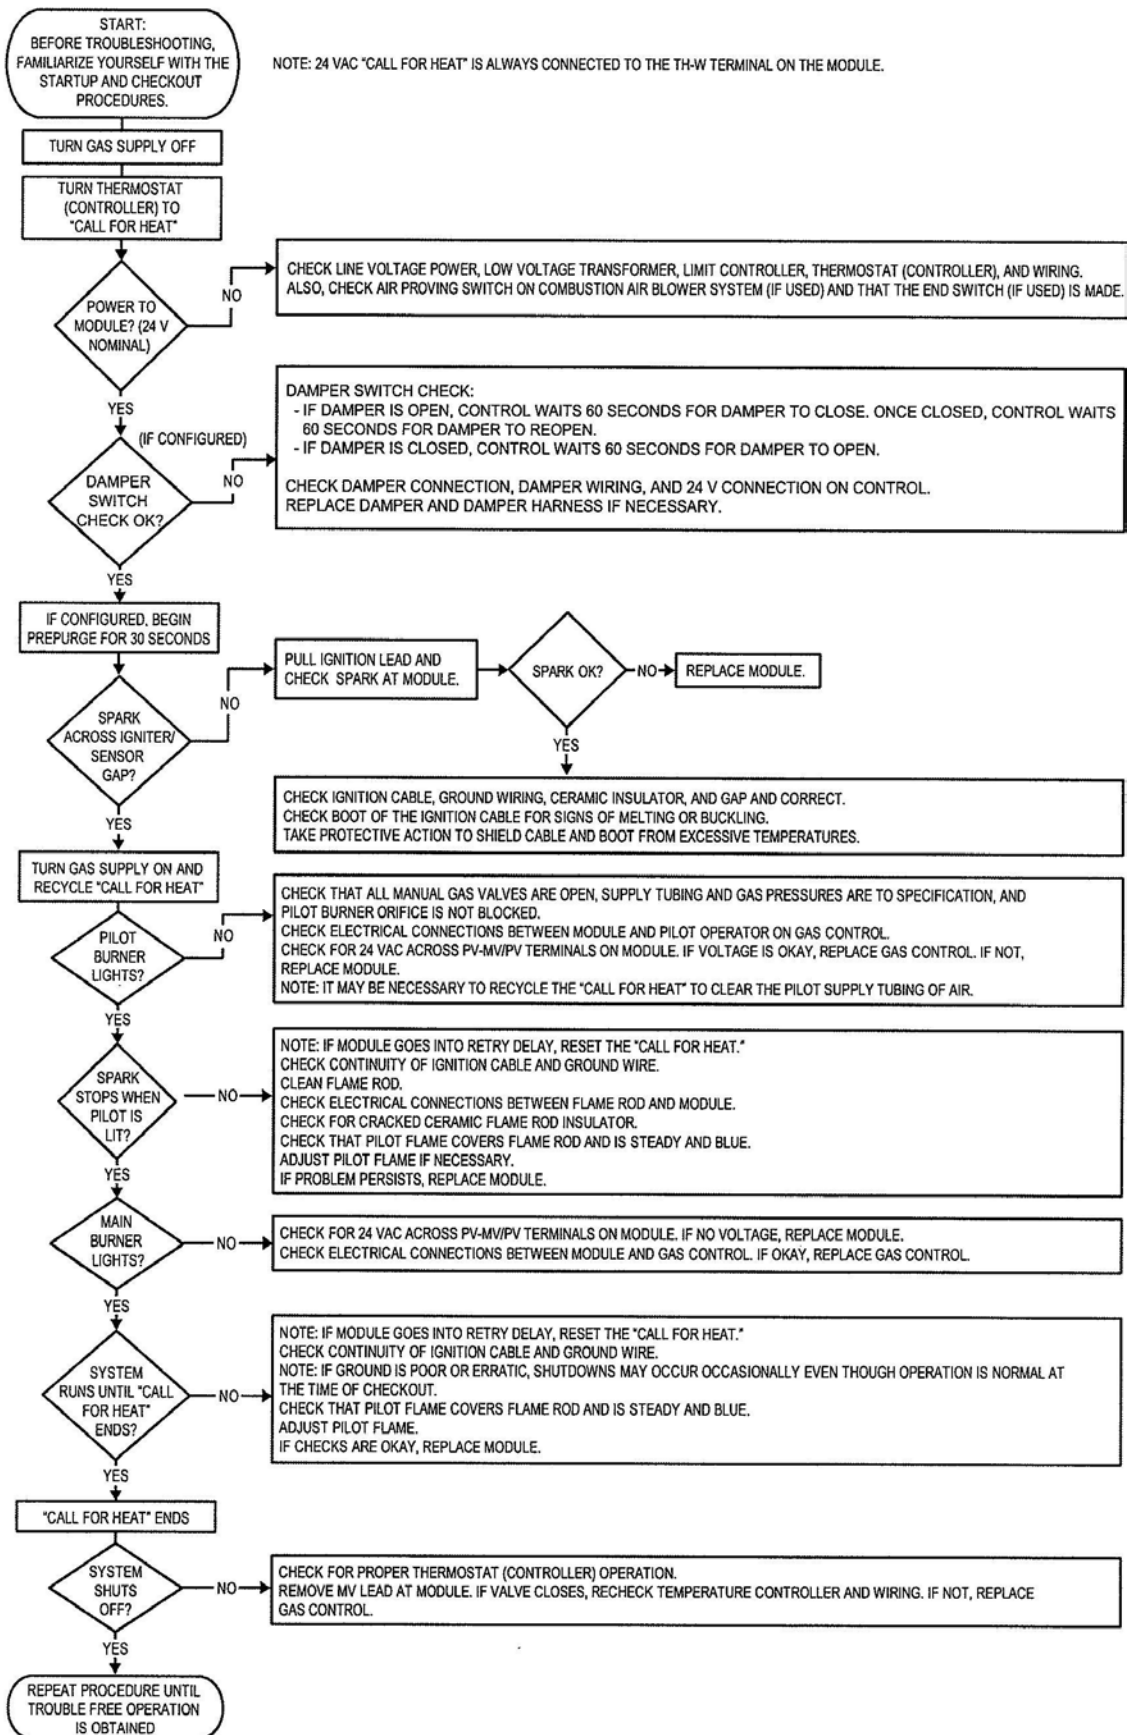 START:
BEFORE TROUBLESHOOTING,
FAMILIARIZE YOURSELF WITH THE
STARTUP AND CHECKOUT
PROCEDURES.
NOTE: 24 VAC "CALL FOR HEAT" IS ALWAYS CONNECTED TO THE TH-W TERMINAL ON THE MODULE.
TURN GAS SUPPLY OFF
TURN THERMOSTAT
(CONTROLLER) TO
"CALL FOR HEAT"
POWER TO
MODULE? (24 V
NOMINAL)
NO
CHECK LINE VOLTAGE POWER, LOW VOLTAGE TRANSFORMER, LIMIT CONTROLLER, THERMOSTAT (CONTROLLER), AND WIRING.
ALSO, CHECK AIR PROVING SWITCH ON COMBUSTION AIR BLOWER SYSTEM (IF USED) AND THAT THE END SWITCH (IF USED) IS MADE.
YES
(IF CONFIGURED)
DAMPER
SWITCH
CHECK OK?
NO
DAMPER SWITCH CHECK:
- IF DAMPER IS OPEN, CONTROL WAITS 60 SECONDS FOR DAMPER TO CLOSE. ONCE CLOSED, CONTROL WAITS
60 SECONDS FOR DAMPER TO REOPEN.
- IF DAMPER IS CLOSED, CONTROL WAITS 60 SECONDS FOR DAMPER TO OPEN.
CHECK DAMPER CONNECTION, DAMPER WIRING, AND 24 V CONNECTION ON CONTROL.
REPLACE DAMPER AND DAMPER HARNESS IF NECESSARY.
YES
IF CONFIGURED, BEGIN
PREPURGE FOR 30 SECONDS
SPARK
ACROSS IGNITER/
SENSOR
GAP?
NO
PULL IGNITION LEAD AND
CHECK SPARK AT MODULE.
SPARK OK?
NO
REPLACE MODULE.
YES
CHECK IGNITION CABLE, GROUND WIRING, CERAMIC INSULATOR, AND GAP AND CORRECT.
CHECK BOOT OF THE IGNITION CABLE FOR SIGNS OF MELTING OR BUCKLING.
TAKE PROTECTIVE ACTION TO SHIELD CABLE AND BOOT FROM EXCESSIVE TEMPERATURES.
YES
TURN GAS SUPPLY ON AND
RECYCLE "CALL FOR HEAT"
PILOT
BURNER
LIGHTS?
NO
CHECK THAT ALL MANUAL GAS VALVES ARE OPEN, SUPPLY TUBING AND GAS PRESSURES ARE TO SPECIFICATION, AND
PILOT BURNER ORIFICE IS NOT BLOCKED.
CHECK ELECTRICAL CONNECTIONS BETWEEN MODULE AND PILOT OPERATOR ON GAS CONTROL.
CHECK FOR 24 VAC ACROSS PV-MV/PV TERMINALS ON MODULE. IF VOLTAGE IS OKAY, REPLACE GAS CONTROL. IF NOT,
REPLACE MODULE.
NOTE: IT MAY BE NECESSARY TO RECYCLE THE "CALL FOR HEAT" TO CLEAR THE PILOT SUPPLY TUBING OF AIR.
YES
SPARK
STOPS WHEN
PILOT IS
LIT?
NO
NOTE: IF MODULE GOES INTO RETRY DELAY, RESET THE "CALL FOR HEAT."
CHECK CONTINUITY OF IGNITION CABLE AND GROUND WIRE.
CLEAN FLAME ROD.
CHECK ELECTRICAL CONNECTIONS BETWEEN FLAME ROD AND MODULE.
CHECK FOR CRACKED CERAMIC FLAME ROD INSULATOR.
CHECK THAT PILOT FLAME COVERS FLAME ROD AND IS STEADY AND BLUE.
ADJUST PILOT FLAME IF NECESSARY.
IF PROBLEM PERSISTS, REPLACE MODULE.
YES
MAIN
BURNER
LIGHTS?
NO
CHECK FOR 24 VAC ACROSS PV-MV/PV TERMINALS ON MODULE. IF NO VOLTAGE, REPLACE MODULE.
CHECK ELECTRICAL CONNECTIONS BETWEEN MODULE AND GAS CONTROL. IF OKAY, REPLACE GAS CONTROL.
YES
SYSTEM
RUNS UNTIL "CALL
FOR HEAT"
ENDS?
NO
NOTE: IF MODULE GOES INTO RETRY DELAY, RESET THE "CALL FOR HEAT."
CHECK CONTINUITY OF IGNITION CABLE AND GROUND WIRE.
NOTE: IF GROUND IS POOR OR ERRATIC, SHUTDOWNS MAY OCCUR OCCASIONALLY EVEN THOUGH OPERATION IS NORMAL AT
THE TIME OF CHECKOUT.
CHECK THAT PILOT FLAME COVERS FLAME ROD AND IS STEADY AND BLUE.
ADJUST PILOT FLAME.
IF CHECKS ARE OKAY, REPLACE MODULE.
YES
"CALL FOR HEAT" ENDS
SYSTEM
SHUTS
OFF?
NO
CHECK FOR PROPER THERMOSTAT (CONTROLLER) OPERATION.
REMOVE MV LEAD AT MODULE. IF VALVE CLOSES, RECHECK TEMPERATURE CONTROLLER AND WIRING. IF NOT, REPLACE
GAS CONTROL.
YES
REPEAT PROCEDURE UNTIL
TROUBLE FREE OPERATION
IS OBTAINED